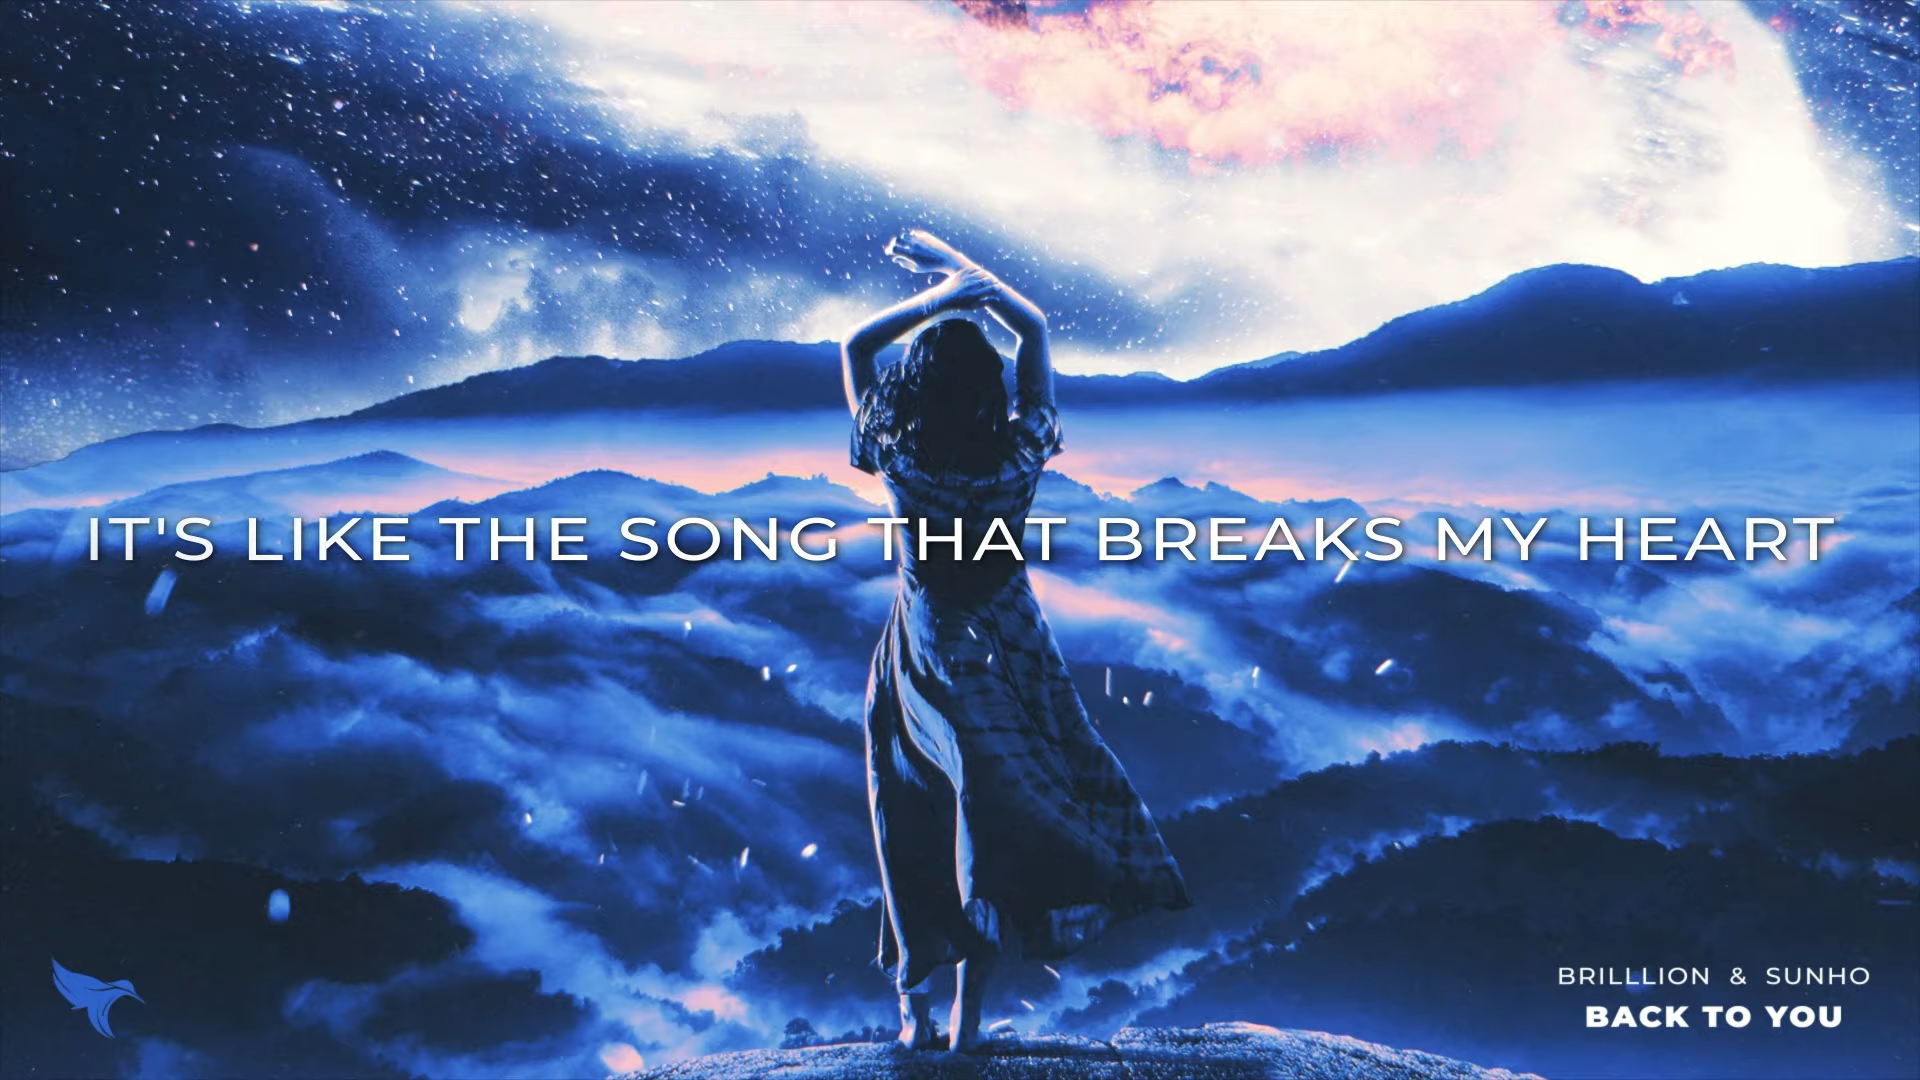 IT'S LIKE THE SONG THAT BREAKS MY HEART
BRILLLION & SUNHO
BACK TO YOU